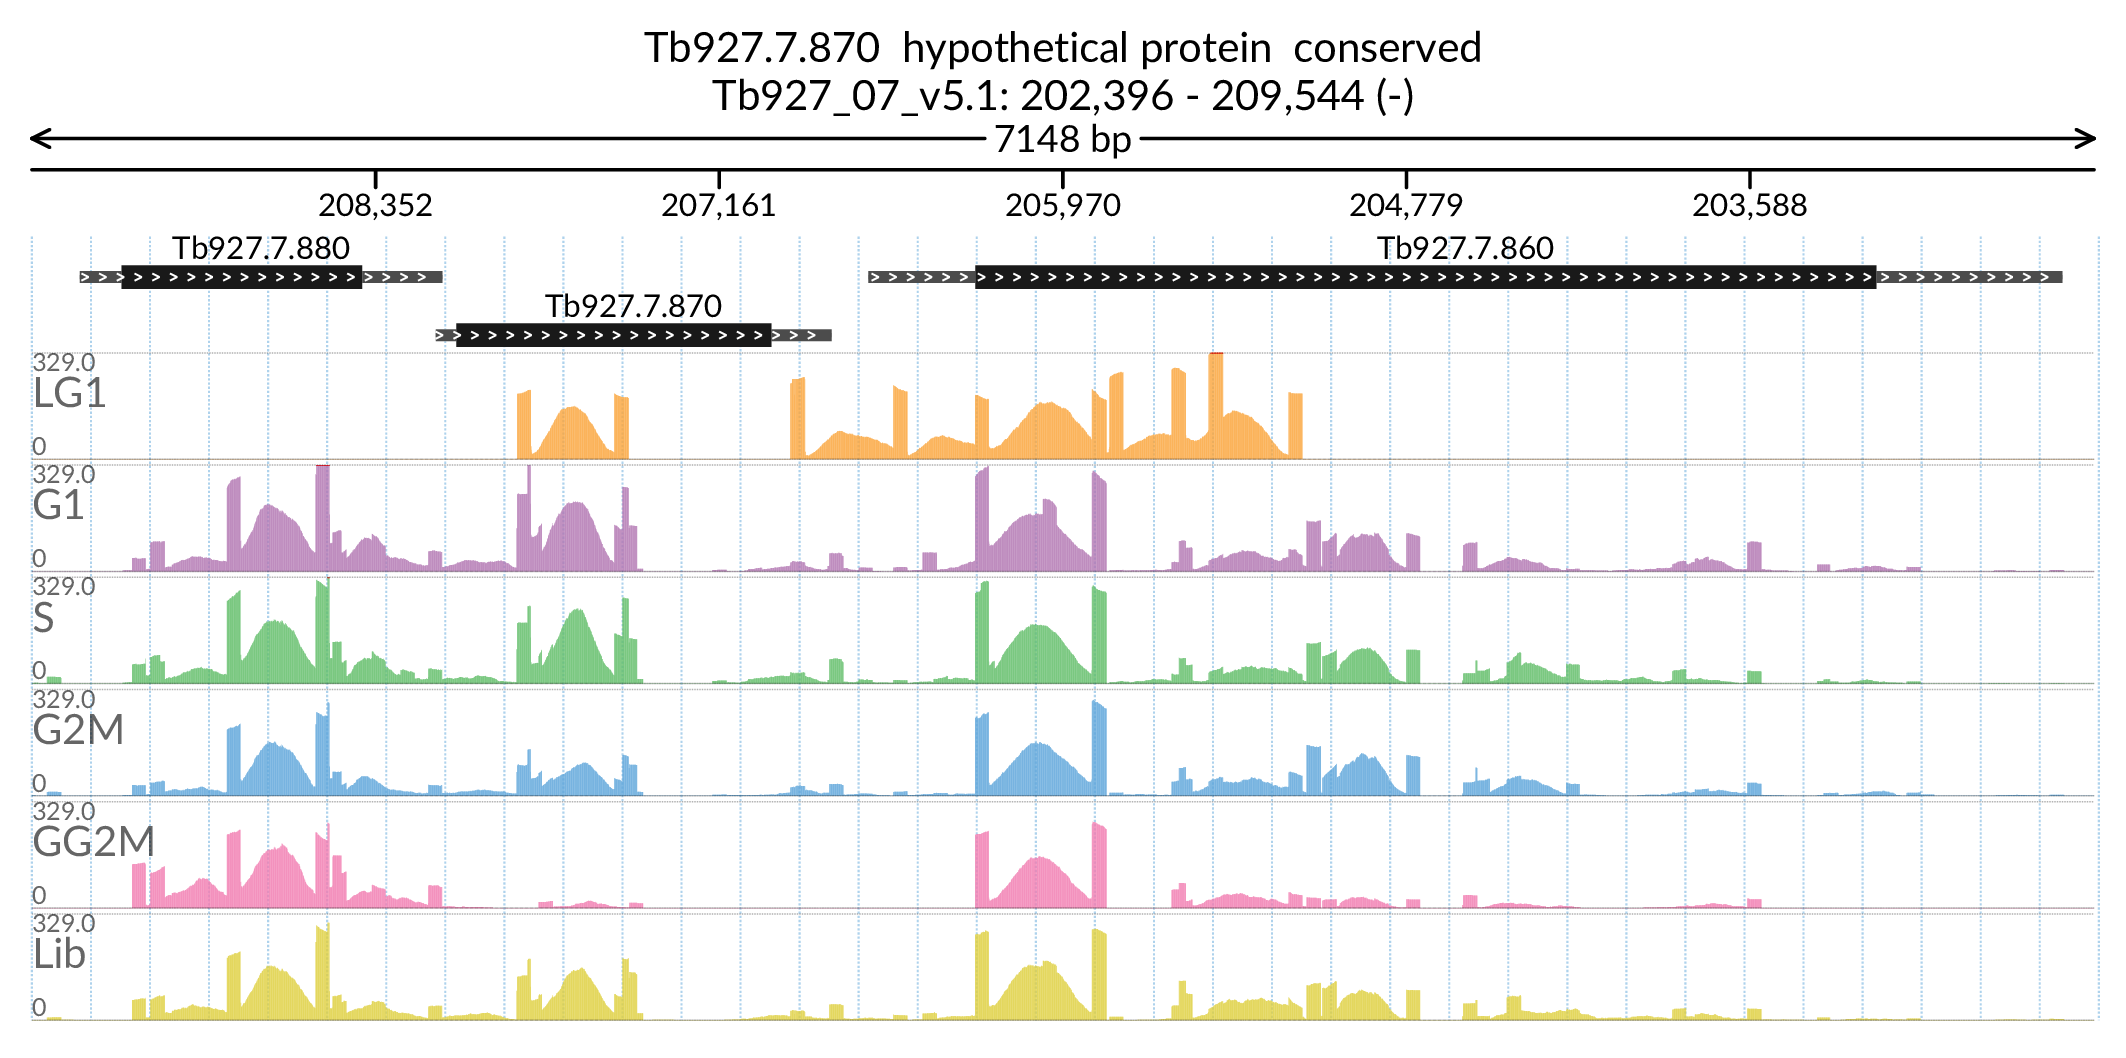 Tb927.7.870 hypothetical protein conserved
Tb927_07_v5.1: 202,396 - 209,544 (-)
7148 bp
208,352 207,161 205,970 204,779 203,588
Tb927.7.880 Tb927.7.860
Tb927.7.870
329.0
LG1
0
329.0
G1
0
329.0
S
0
329.0
G2M
0
329.0
GG2M
0
329.0
Lib
0